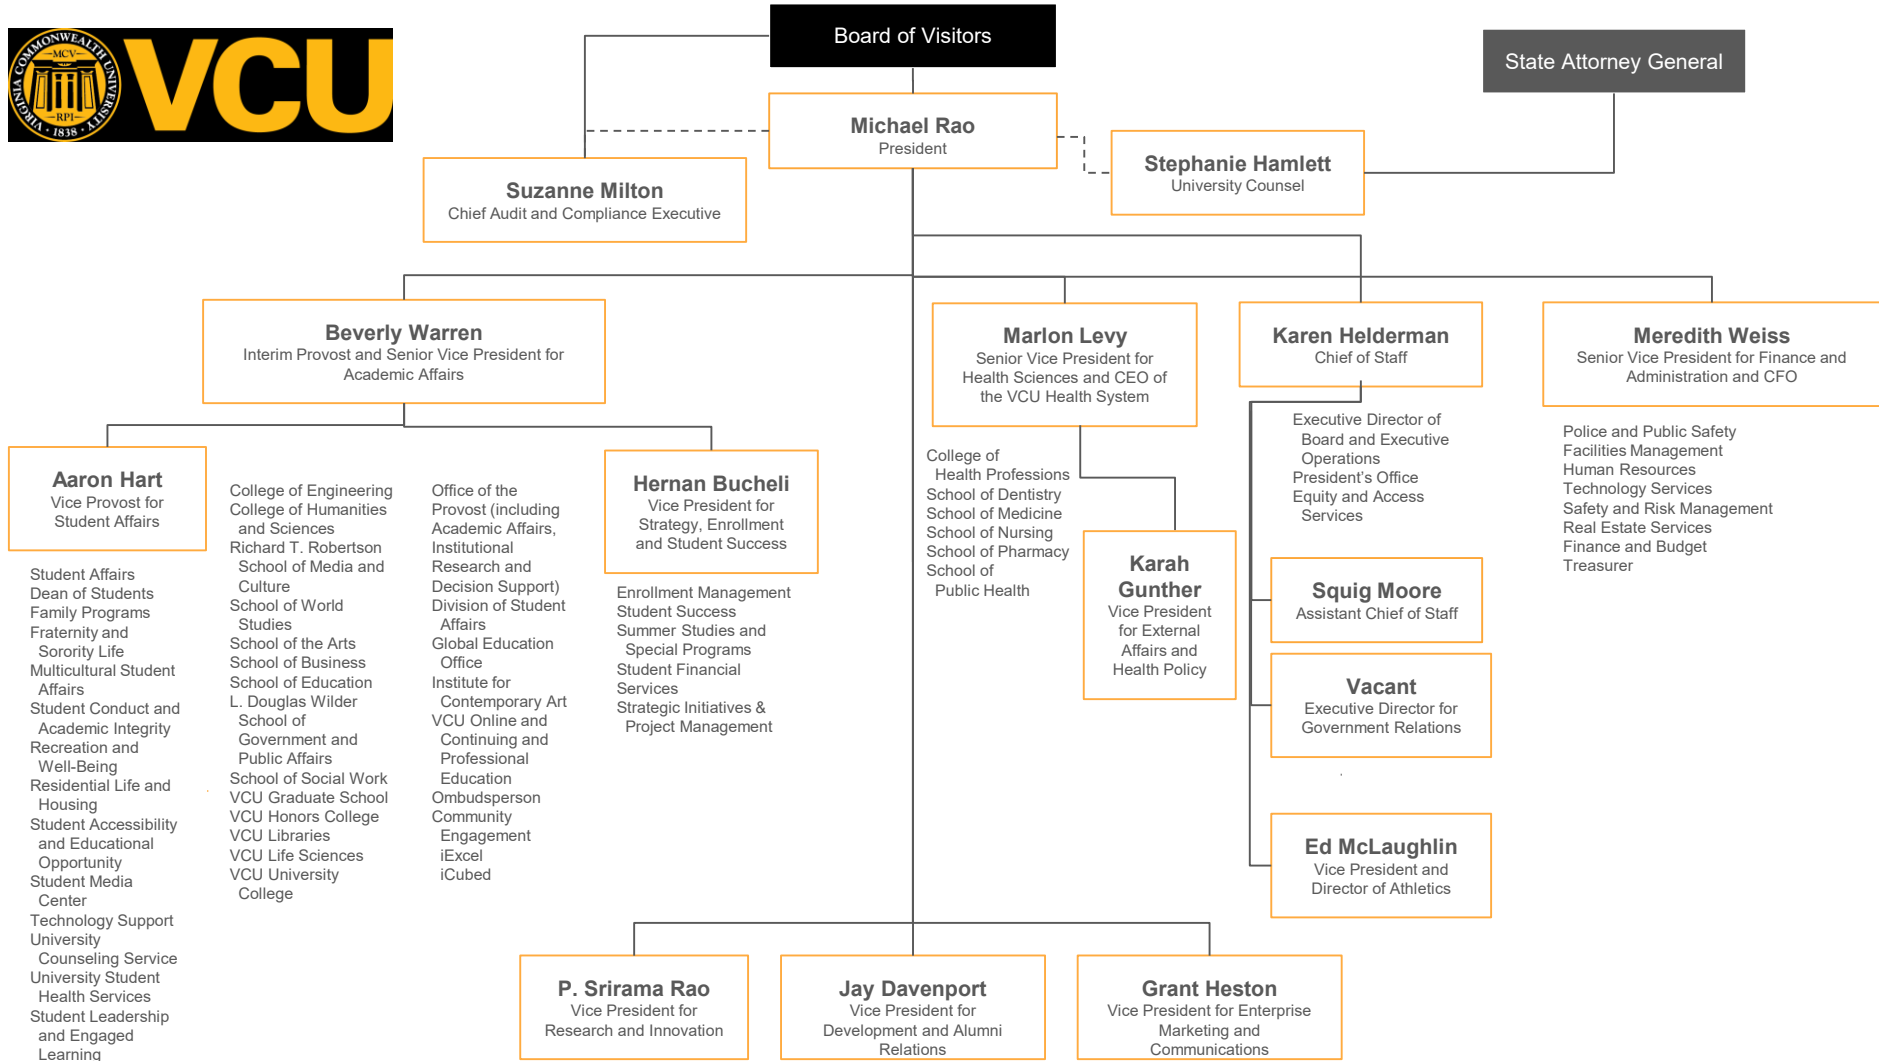 VIRGINIA COMMONWEALTH UNIVERSITY
MCV
RPI
1838
VCU
Board of Visitors
State Attorney General
Michael Rao
President
Stephanie Hamlett
University Counsel
Suzanne Milton
Chief Audit and Compliance Executive
Beverly Warren
Interim Provost and Senior Vice President for
Academic Affairs
Marlon Levy
Senior Vice President for
Health Sciences and CEO of
the VCU Health System
Karen Helderman
Chief of Staff
Meredith Weiss
Senior Vice President for Finance and
Administration and CFO
Aaron Hart
Vice Provost for
Student Affairs
Student Affairs
Dean of Students
Family Programs
Fraternity and
Sorority Life
Multicultural Student
Affairs
Student Conduct and
Academic Integrity
Recreation and
Well-Being
Residential Life and
Housing
Student Accessibility
and Educational
Opportunity
Student Media
Center
Technology Support
University
Counseling Service
University Student
Health Services
Student Leadership
and Engaged
Learning
College of Engineering
College of Humanities
and Sciences
Richard T. Robertson
School of Media and
Culture
School of World
Studies
School of the Arts
School of Business
School of Education
L. Douglas Wilder
School of
Government and
Public Affairs
School of Social Work
VCU Graduate School
VCU Honors College
VCU Libraries
VCU Life Sciences
VCU University
College
Office of the
Provost (including
Academic Affairs,
Institutional
Research and
Decision Support)
Division of Student
Affairs
Global Education
Office
Institute for
Contemporary Art
VCU Online and
Continuing and
Professional
Education
Ombudsperson
Community
Engagement
iExcel
iCubed
Hernan Bucheli
Vice President for
Strategy, Enrollment
and Student Success
Enrollment Management
Student Success
Summer Studies and
Special Programs
Student Financial
Services
Strategic Initiatives &
Project Management
College of
Health Professions
School of Dentistry
School of Medicine
School of Nursing
School of Pharmacy
School of
Public Health
Karah
Gunther
Vice President
for External
Affairs and
Health Policy
Executive Director of
Board and Executive
Operations
President's Office
Equity and Access
Services
Squig Moore
Assistant Chief of Staff
Vacant
Executive Director for
Government Relations
Ed McLaughlin
Vice President and
Director of Athletics
Police and Public Safety
Facilities Management
Human Resources
Technology Services
Safety and Risk Management
Real Estate Services
Finance and Budget
Treasurer
P. Srirama Rao
Vice President for
Research and Innovation
Jay Davenport
Vice President for
Development and Alumni
Relations
Grant Heston
Vice President for Enterprise
Marketing and
Communications